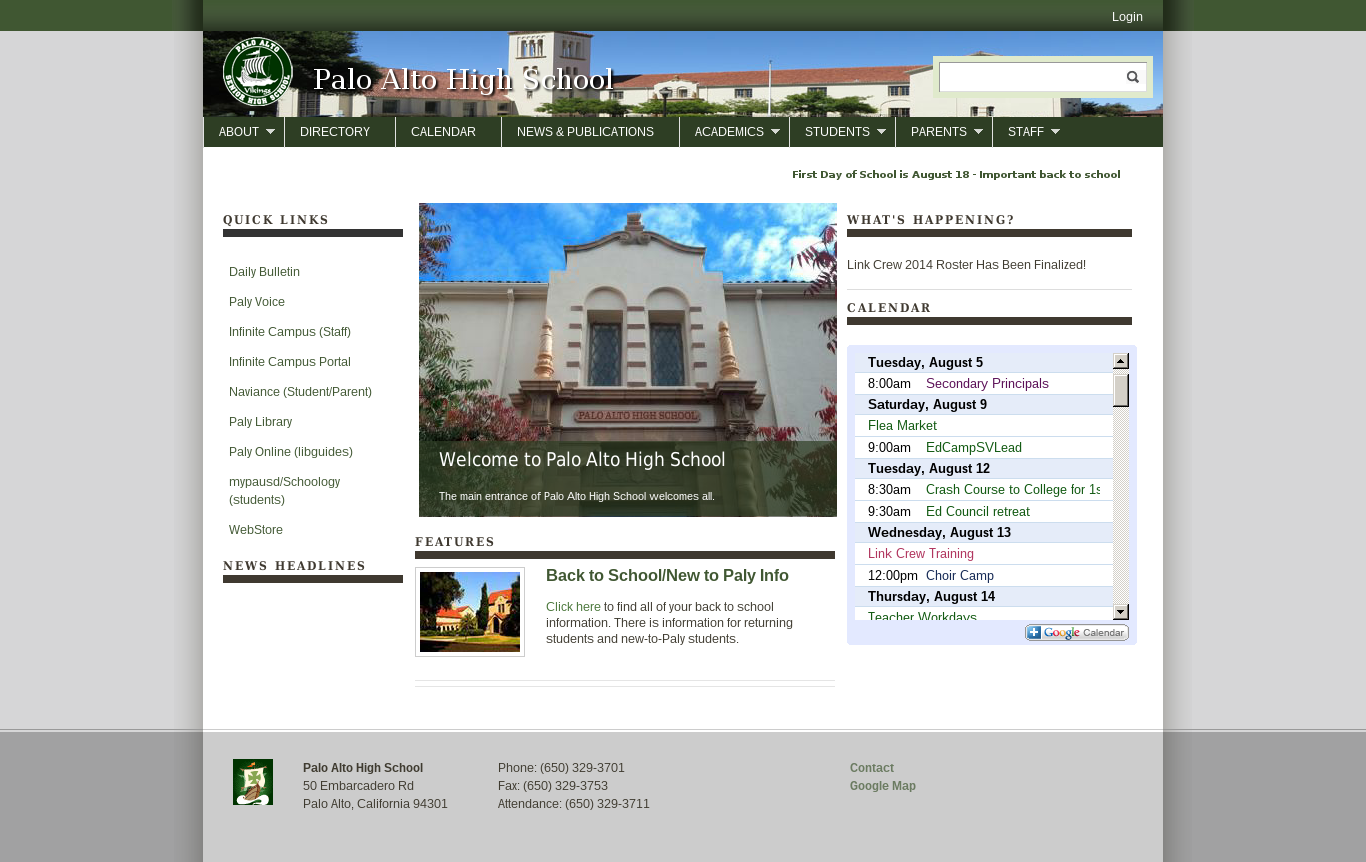 Login
PALO ALTO
Vikings
SENIOR HIGH SCHOOL
Palo Alto High School
ABOUT
DIRECTORY
CALENDAR
NEWS & PUBLICATIONS
ACADEMICS
STUDENTS
PARENTS
STAFF
First Day of School is August 18 - Important back to school
QUICK LINKS
Daily Bulletin
Paly Voice
Infinite Campus (Staff)
Infinite Campus Portal
Naviance (Student/Parent)
Paly Library
Paly Online (libguides)
mypausd/Schoology
(students)
WebStore
NEWS HEADLINES
PALO ALTO HIGH SCHOOL
Welcome to Palo Alto High School
The main entrance of Palo Alto High School welcomes all.
FEATURES
Back to School/New to Paly Info
Click here to find all of your back to school
information. There is information for returning
students and new-to-Paly students.
WHAT'S HAPPENING?
Link Crew 2014 Roster Has Been Finalized!
CALENDAR
Tuesday, August 5
8:00am Secondary Principals
Saturday, August 9
Flea Market
9:00am EdCampSVLead
Tuesday, August 12
8:30am Crash Course to College for 1s
9:30am Ed Council retreat
Wednesday, August 13
Link Crew Training
12:00pm Choir Camp
Thursday, August 14
Teacher Workdays
Google Calendar
Palo Alto High School
50 Embarcadero Rd
Palo Alto, California 94301
Phone: (650) 329-3701
Fax: (650) 329-3753
Attendance: (650) 329-3711
Contact
Google Map